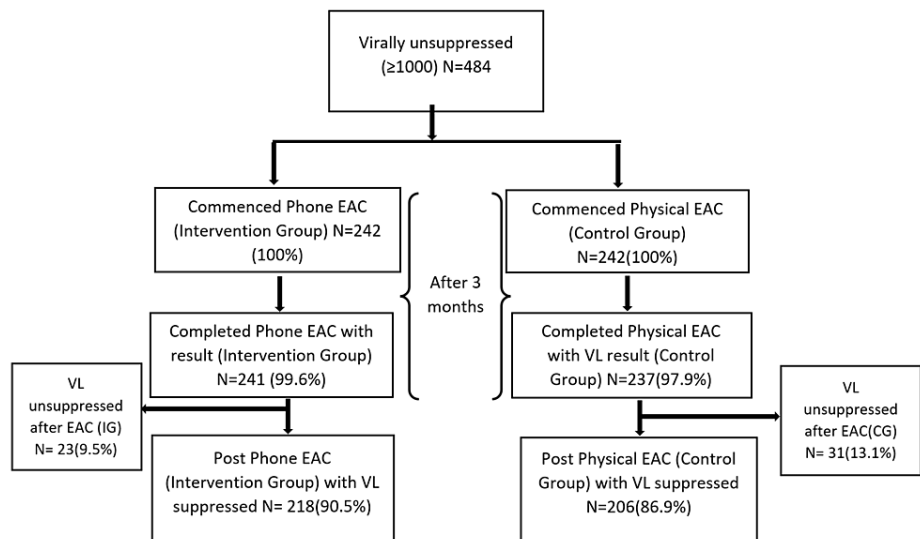 Virally unsuppressed
(≥1000) N=484
Commenced Phone EAC
(Intervention Group) N=242
(100%)
Commenced Physical EAC
(Control Group)
N=242(100%)
After 3
months
Completed Phone EAC with
result (Intervention Group)
N=241 (99.6%)
Completed Physical EAC
with VL result (Control
Group) N=237(97.9%)
VL
unsuppressed
after EAC (IG)
N= 23(9.5%)
VL
unsuppressed
after EAC(CG)
N= 31(13.1%)
Post Phone EAC
(Intervention Group) with VL
suppressed N= 218(90.5%)
Post Physical EAC (Control
Group) with VL suppressed
N=206(86.9%)